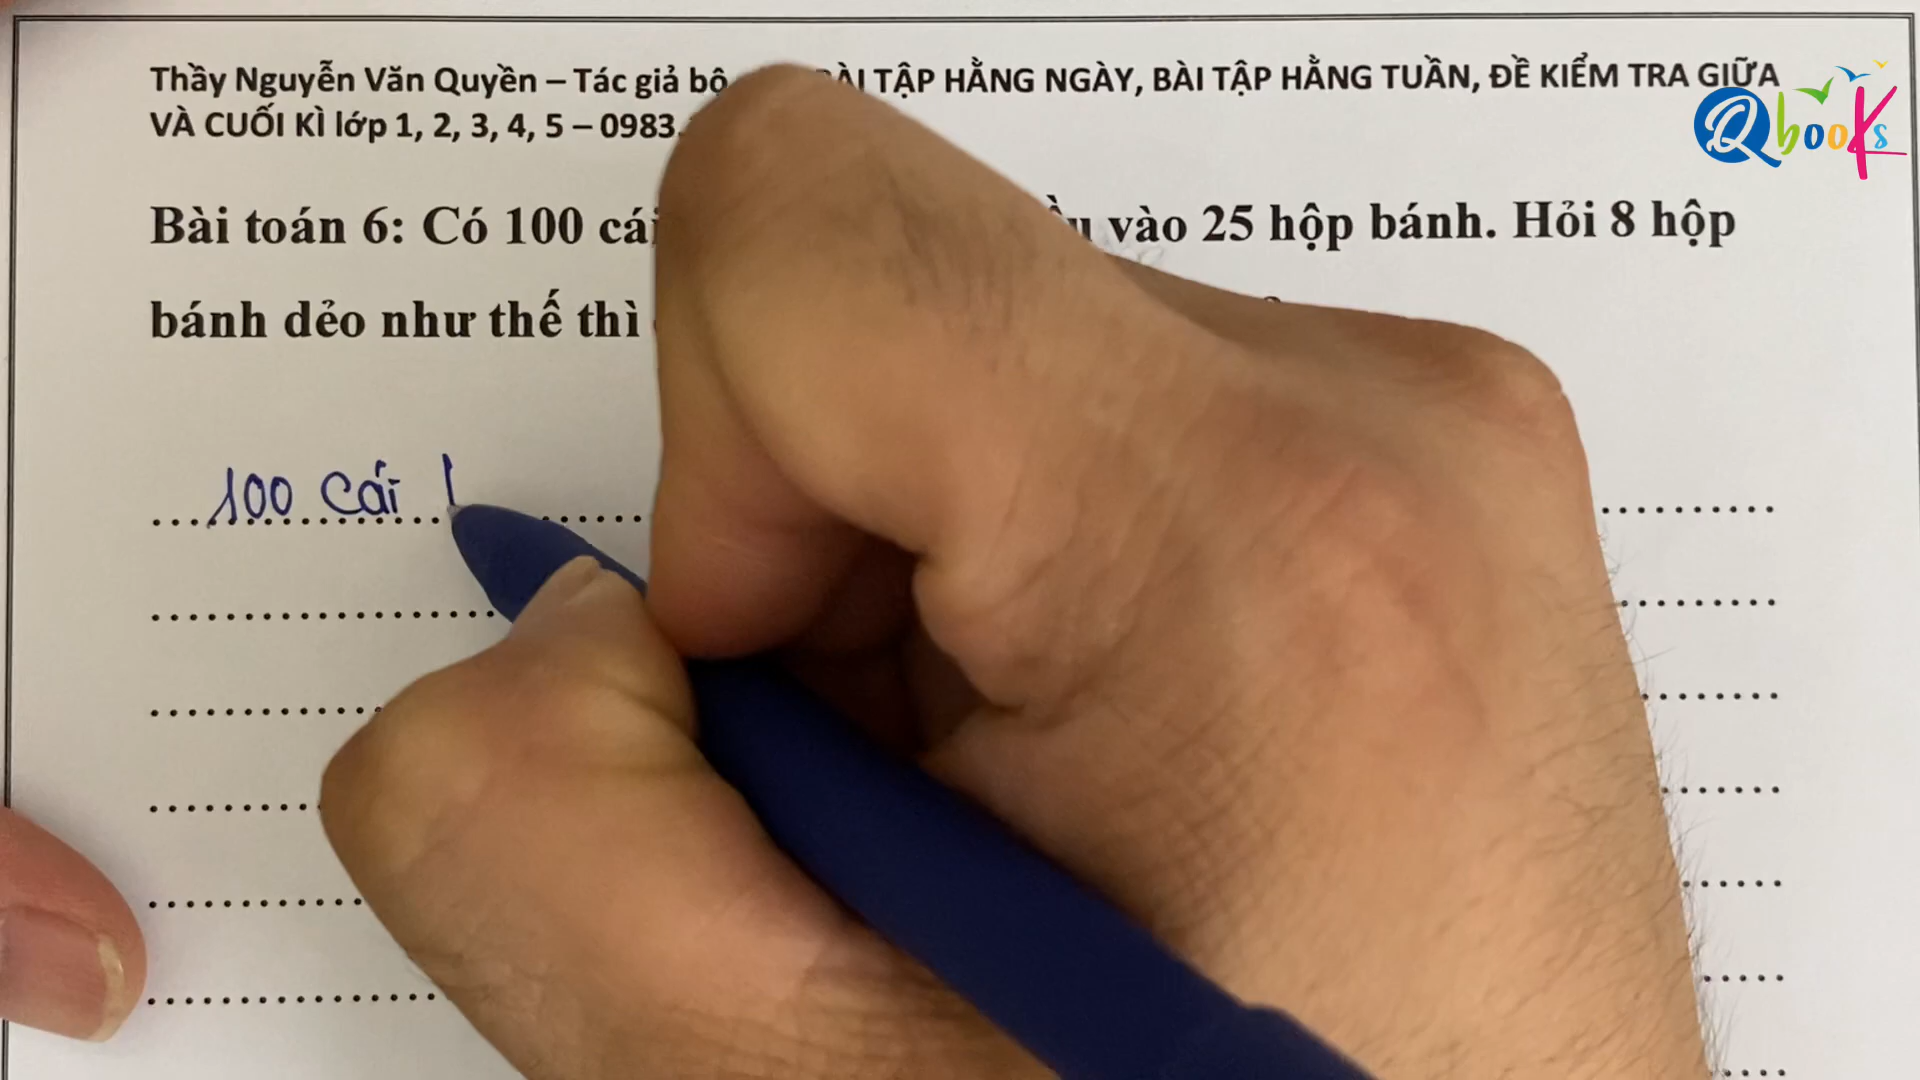 Thầy Nguyễn Văn Quyền – Tác giả bộ TẬP HẰNG NGÀY, BÀI TẬP HẰNG TUẦN, ĐỀ KIỂM TRA GIỮA
VÀ CUỐI KÌ lớp 1, 2, 3, 4, 5 – 0983.
Qbooks
Bài toán 6: Có 100 cái vào 25 hộp bánh. Hỏi 8 hộp
bánh dẻo như thế thì
100 cái